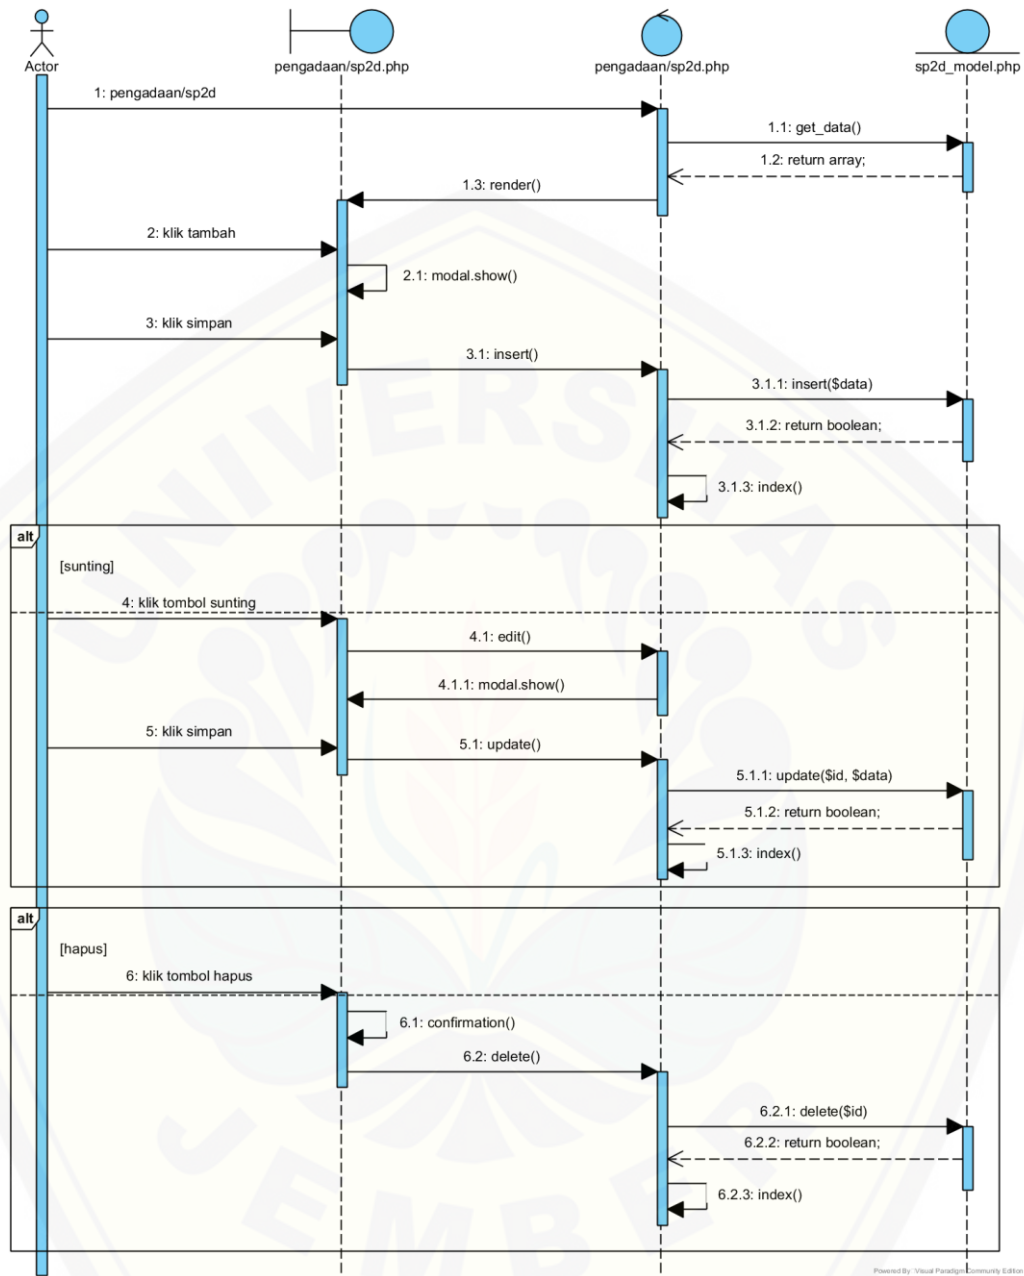 Actor
pengadaan/sp2d.php
pengadaan/sp2d.php
sp2d_model.php
1: pengadaan/sp2d
1.1: get_data()
1.2: return array;
1.3: render()
2: klik tambah
2.1: modal.show()
3: klik simpan
3.1: insert()
3.1.1: insert($data)
3.1.2: return boolean;
3.1.3: index()
alt
[sunting]
4: klik tombol sunting
4.1: edit()
4.1.1: modal.show()
5: klik simpan
5.1: update()
5.1.1: update($id, $data)
5.1.2: return boolean;
5.1.3: index()
alt
[hapus]
6: klik tombol hapus
6.1: confirmation()
6.2: delete()
6.2.1: delete($id)
6.2.2: return boolean;
6.2.3: index()
UNIVERSITAS
JEMBER
Powered By Visual Paradigm Community Edition